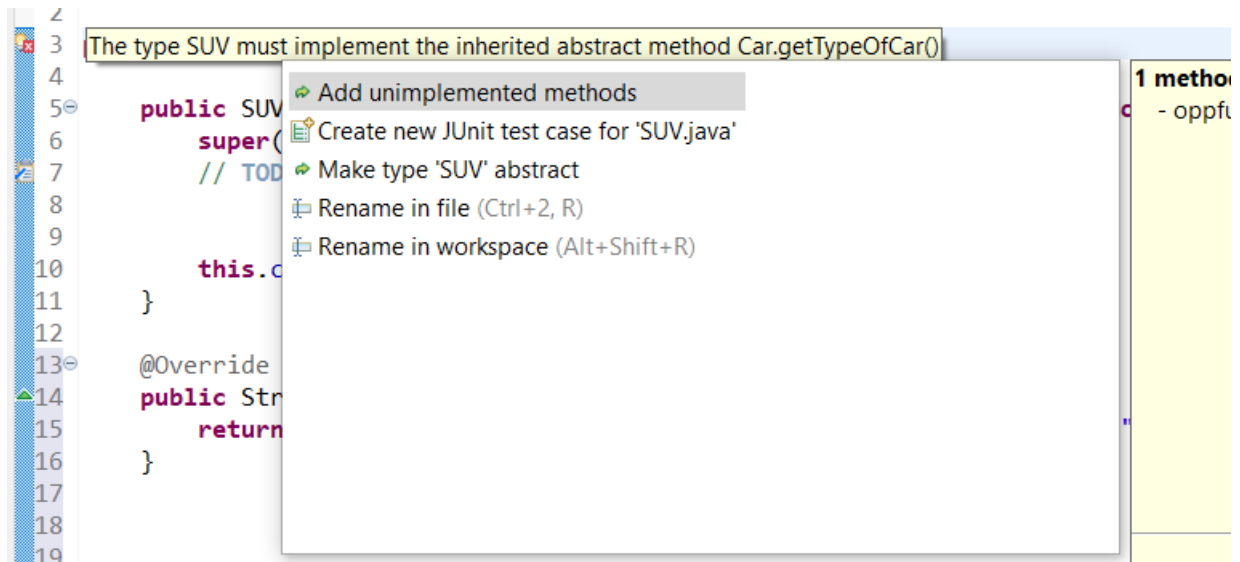 2
3 The type SUV must implement the inherited abstract method Car.getTypeOfCar()
4
Add unimplemented methods
1 metho
5 public SUV
Create new JUnit test case for 'SUV.java'
c - oppfu
6 super(
Make type 'SUV' abstract
7 // TOD
Rename in file (Ctrl+2, R)
8
Rename in workspace (Alt+Shift+R)
9
10 this.c
11 }
12
13 @Override
14 public Str
15 return "
16 }
17
18
19